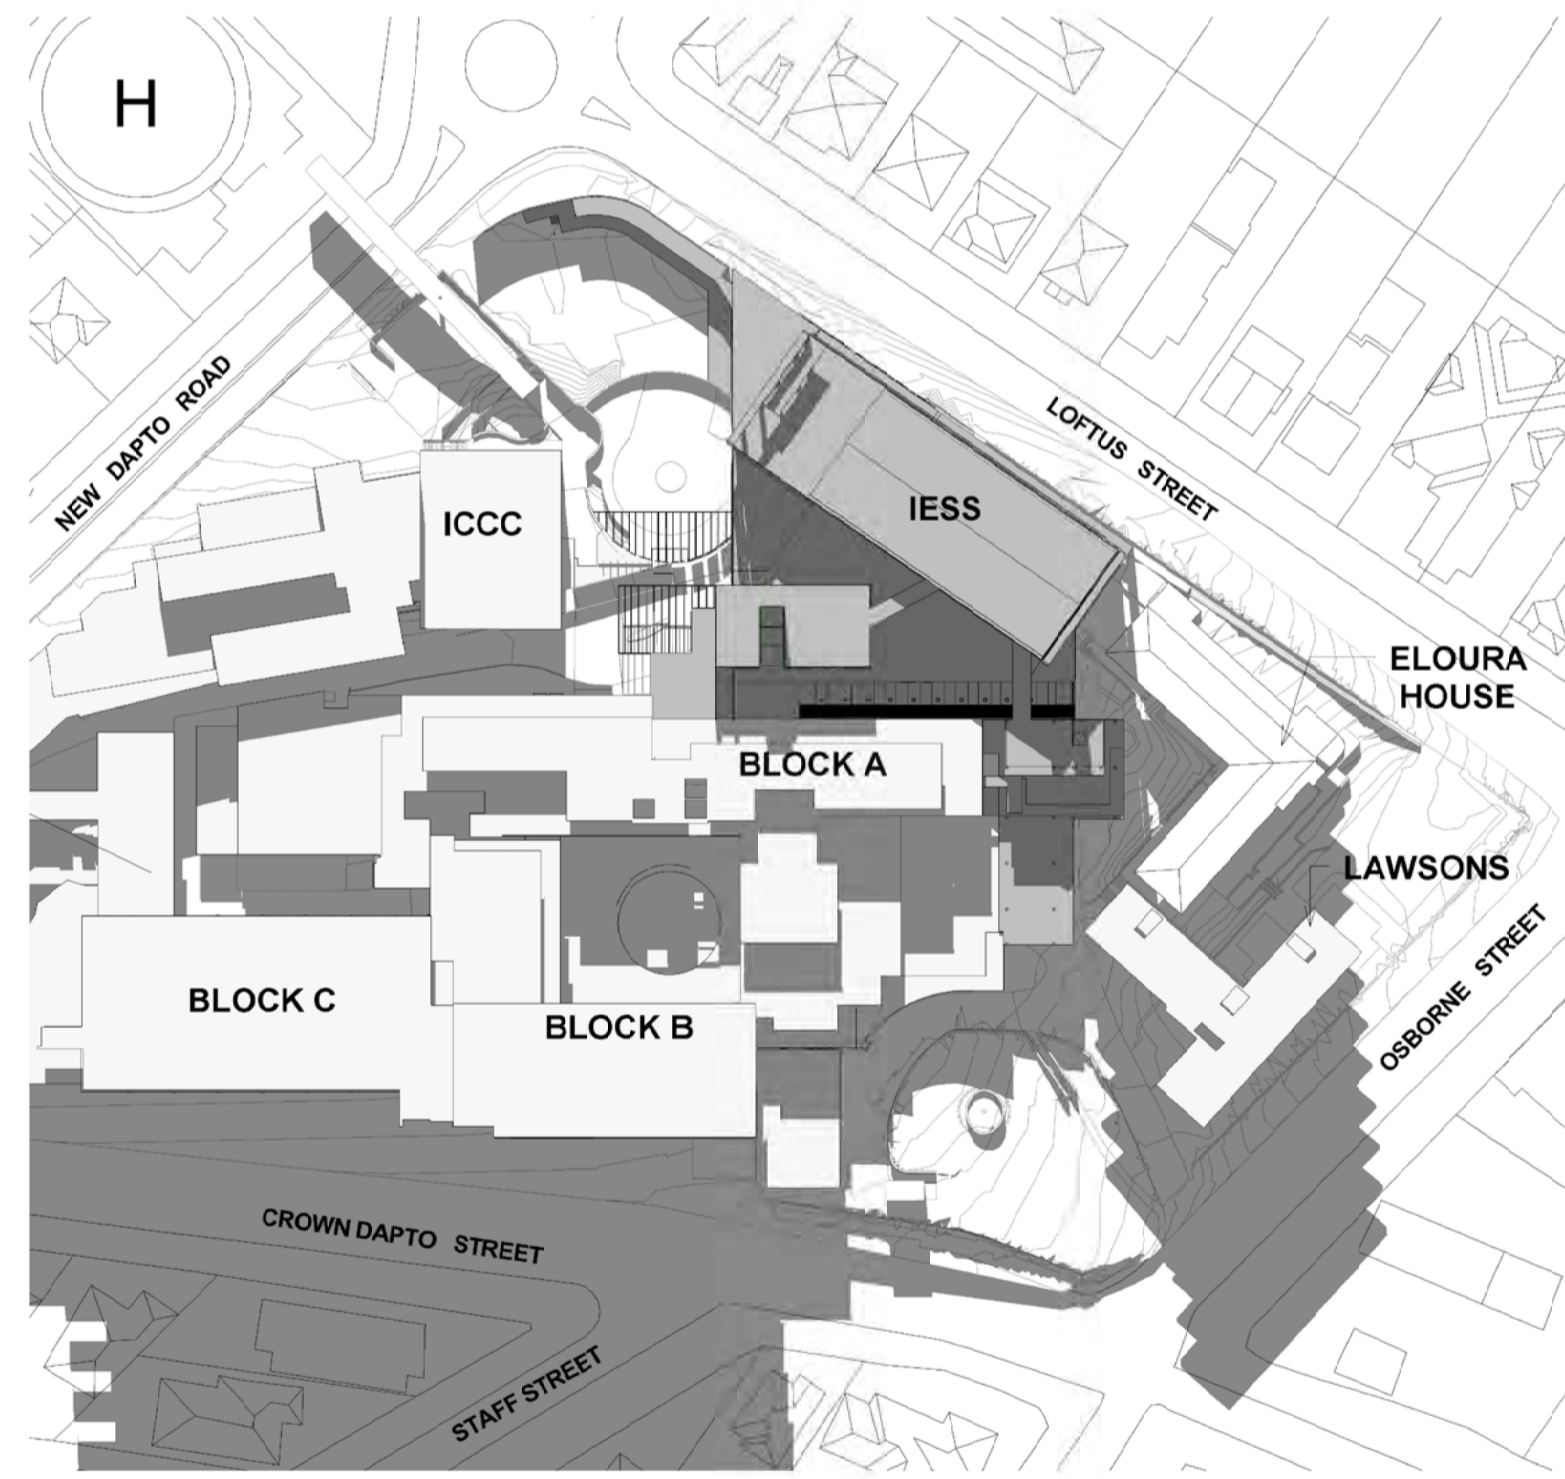 H
NEW DAPTO ROAD
LOFTUS STREET
ICCC
IESS
ELOURA
HOUSE
BLOCK A
LAWSONS
OSBORNE STREET
BLOCK C
BLOCK B
CROWN DAPTO STREET
STAFF STREET